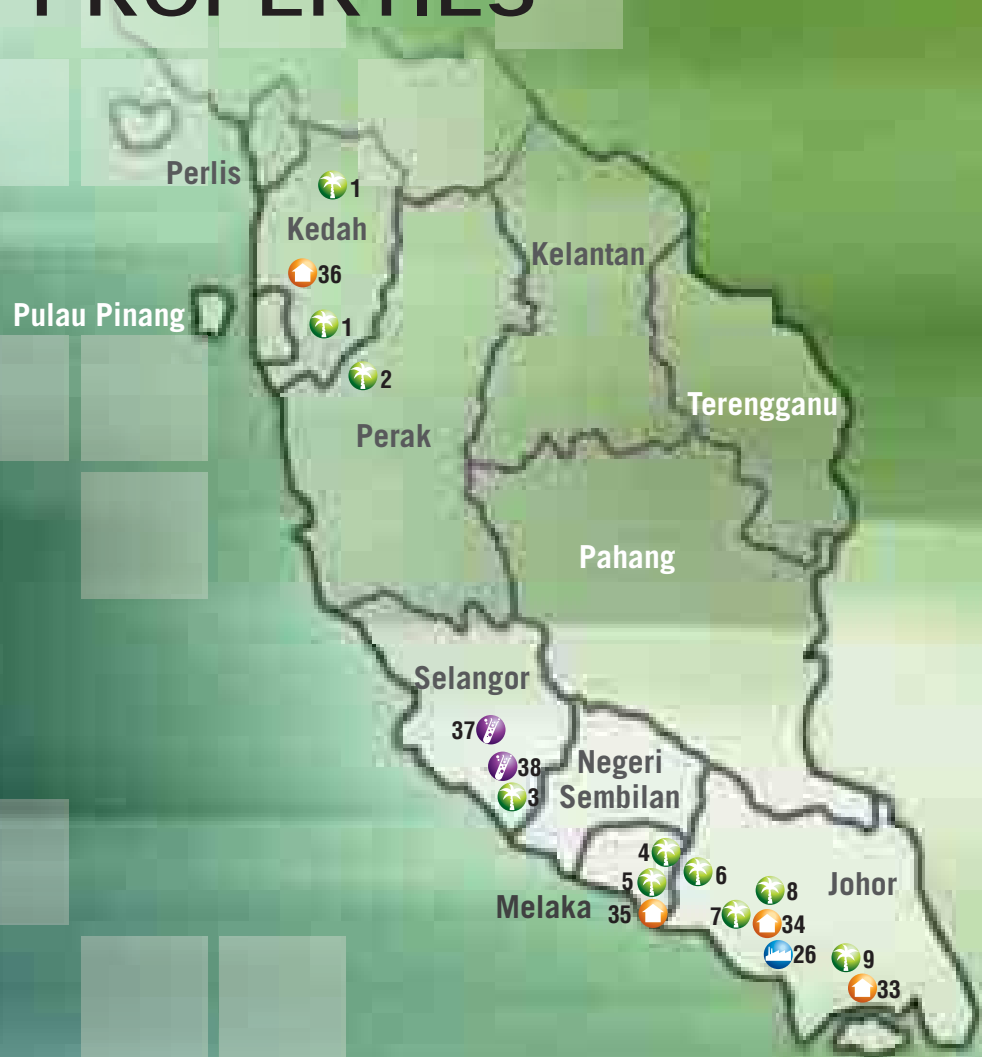 PROPERTIES
Perlis
1
Kedah
Kelantan
36
Pulau Pinang
1
2
Terengganu
Perak
Pahang
Selangor
37
38
Negeri
Sembilan
3
4
6
5
8
Johor
Melaka
35
7
34
26
9
33